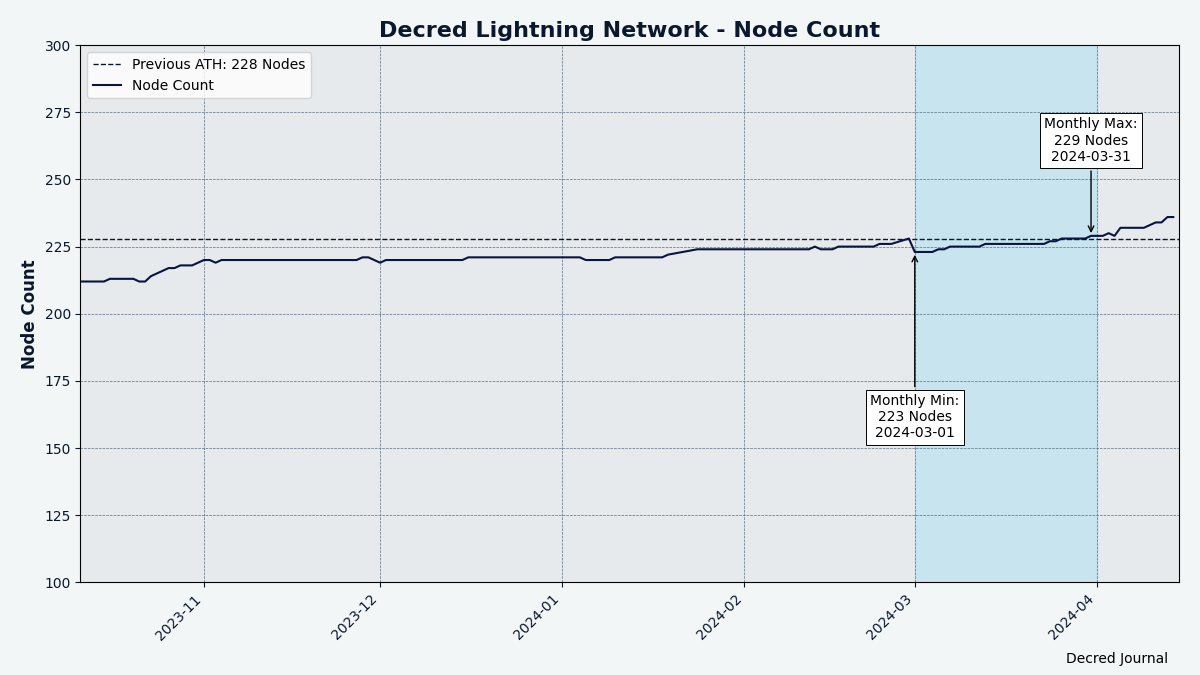 Decred Lightning Network - Node Count
Previous ATH: 228 Nodes
Node Count
Node Count
300
275
250
225
200
175
150
125
100
Monthly Max:
229 Nodes
2024-03-31
Monthly Min:
223 Nodes
2024-03-01
2023-11
2023-12
2024-01
2024-02
2024-03
2024-04
Decred Journal